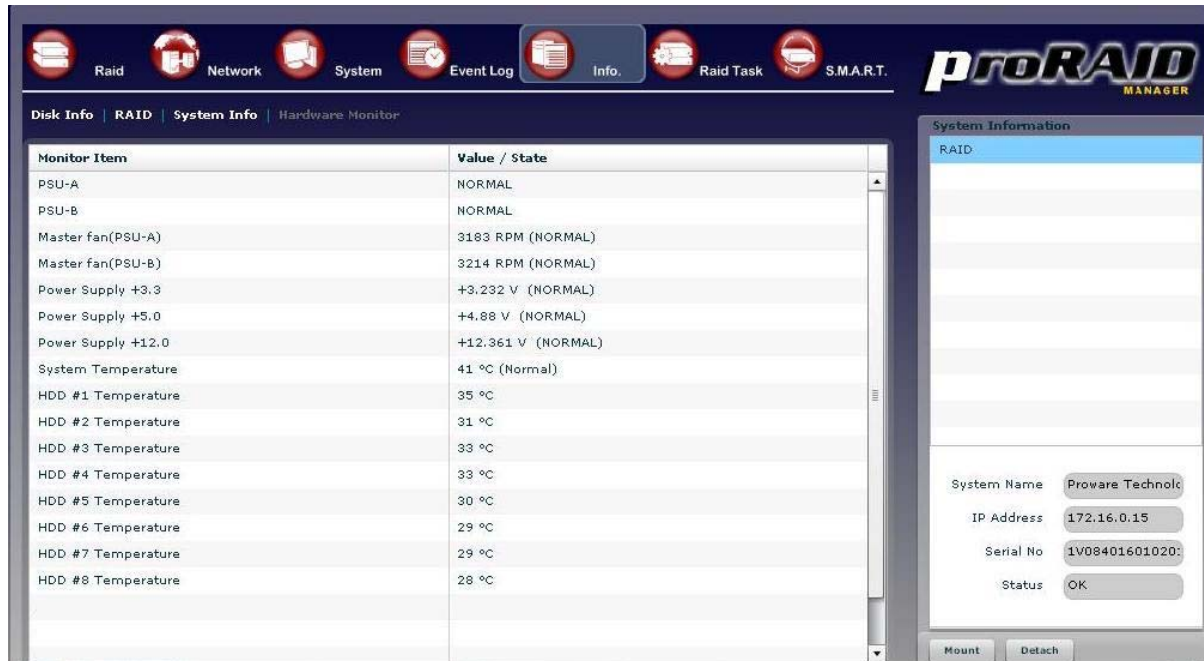 Raid Network System Event Log Info. Raid Task S.M.A.R.T.
proRAID
MANAGER
Disk Info | RAID | System Info | Hardware Monitor
Monitor Item Value / State
PSU-A NORMAL
PSU-B NORMAL
Master fan(PSU-A) 3183 RPM (NORMAL)
Master fan(PSU-B) 3214 RPM (NORMAL)
Power Supply +3.3 +3.232 V (NORMAL)
Power Supply +5.0 +4.88 V (NORMAL)
Power Supply +12.0 +12.361 V (NORMAL)
System Temperature 41 °C (Normal)
HDD #1 Temperature 35 °C
HDD #2 Temperature 31 °C
HDD #3 Temperature 33 °C
HDD #4 Temperature 33 °C
HDD #5 Temperature 30 °C
HDD #6 Temperature 29 °C
HDD #7 Temperature 29 °C
HDD #8 Temperature 28 °C
System Information
RAID
System Name Proware Technolo
IP Address 172.16.0.15
Serial No 1V08401601020:
Status OK
Mount Detach